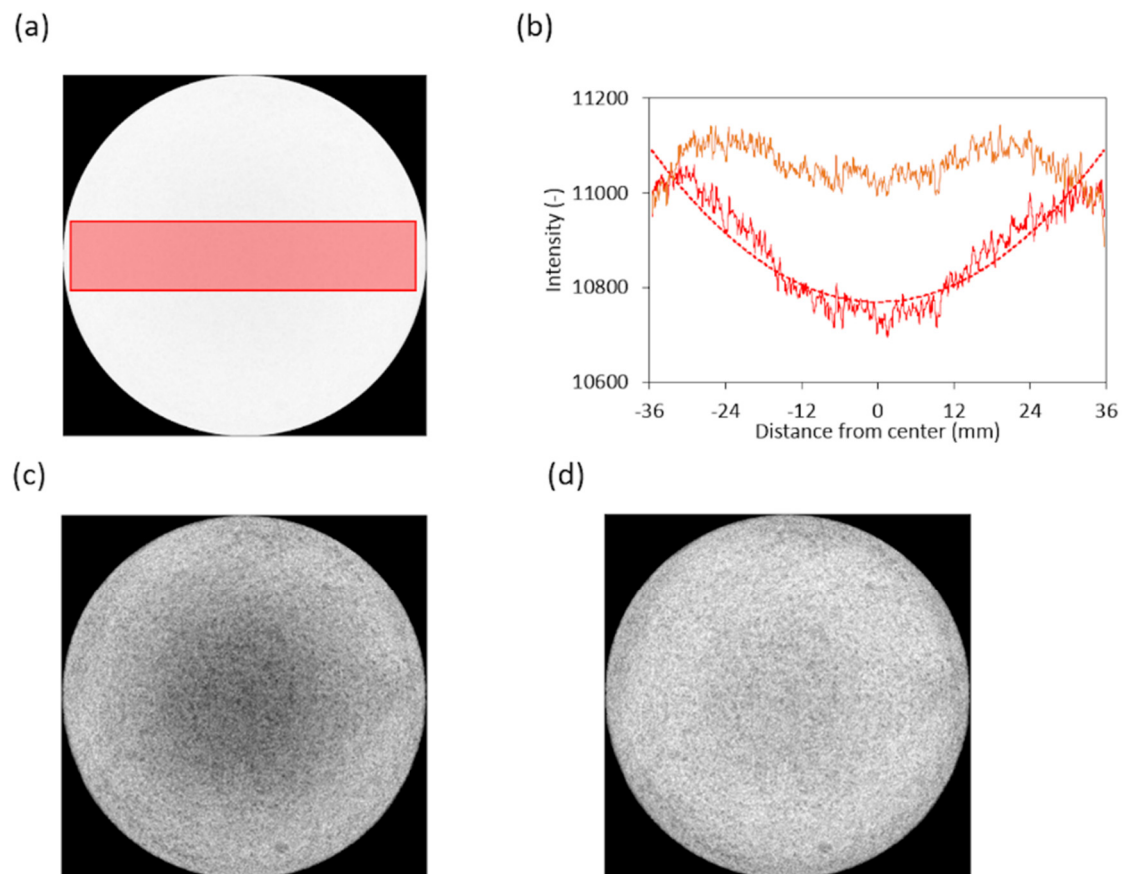 (a)
(b)
11200
11000
10800
10600
Intensity (-)
-36 -24 -12 0 12 24 36
Distance from center (mm)
(c)
(d)